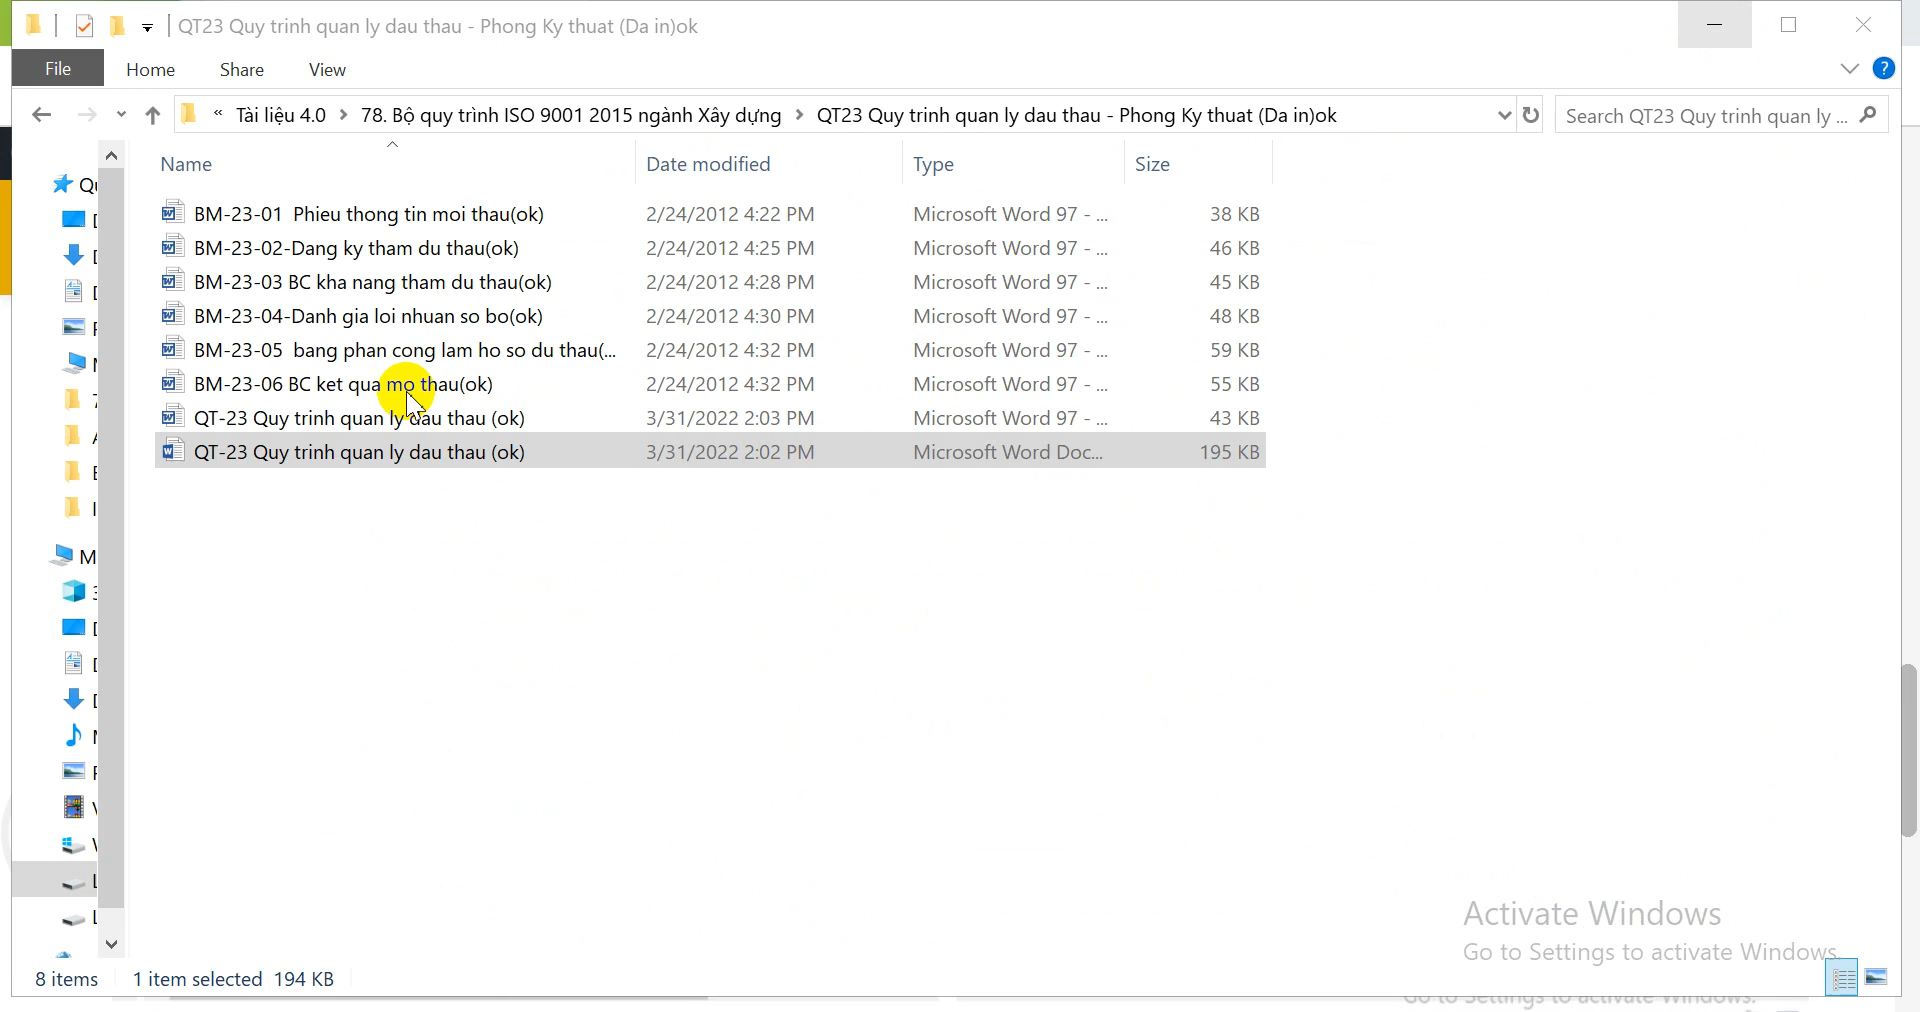 QT23 Quy trinh quan ly dau thau - Phong Ky thuat (Da in)ok
File Home Share View
« Tài liệu 4.0 > 78. Bộ quy trình ISO 9001 2015 ngành Xây dựng > QT23 Quy trinh quan ly dau thau - Phong Ky thuat (Da in)ok
Search QT23 Quy trinh quan ly ...
Name Date modified Type Size
BM-23-01 Phieu thong tin moi thau(ok) 2/24/2012 4:22 PM Microsoft Word 97 - ... 38 KB
BM-23-02-Dang ky tham du thau(ok) 2/24/2012 4:25 PM Microsoft Word 97 - ... 46 KB
BM-23-03 BC kha nang tham du thau(ok) 2/24/2012 4:28 PM Microsoft Word 97 - ... 45 KB
BM-23-04-Danh gia loi nhuan so bo(ok) 2/24/2012 4:30 PM Microsoft Word 97 - ... 48 KB
BM-23-05 bang phan cong lam ho so du thau(... 2/24/2012 4:32 PM Microsoft Word 97 - ... 59 KB
BM-23-06 BC ket qua mo thau(ok) 2/24/2012 4:32 PM Microsoft Word 97 - ... 55 KB
QT-23 Quy trinh quan ly dau thau (ok) 3/31/2022 2:03 PM Microsoft Word 97 - ... 43 KB
QT-23 Quy trinh quan ly dau thau (ok) 3/31/2022 2:02 PM Microsoft Word Doc... 195 KB
Activate Windows
Go to Settings to activate Windows.
8 items 1 item selected 194 KB
Go to Settings to activate Windows.